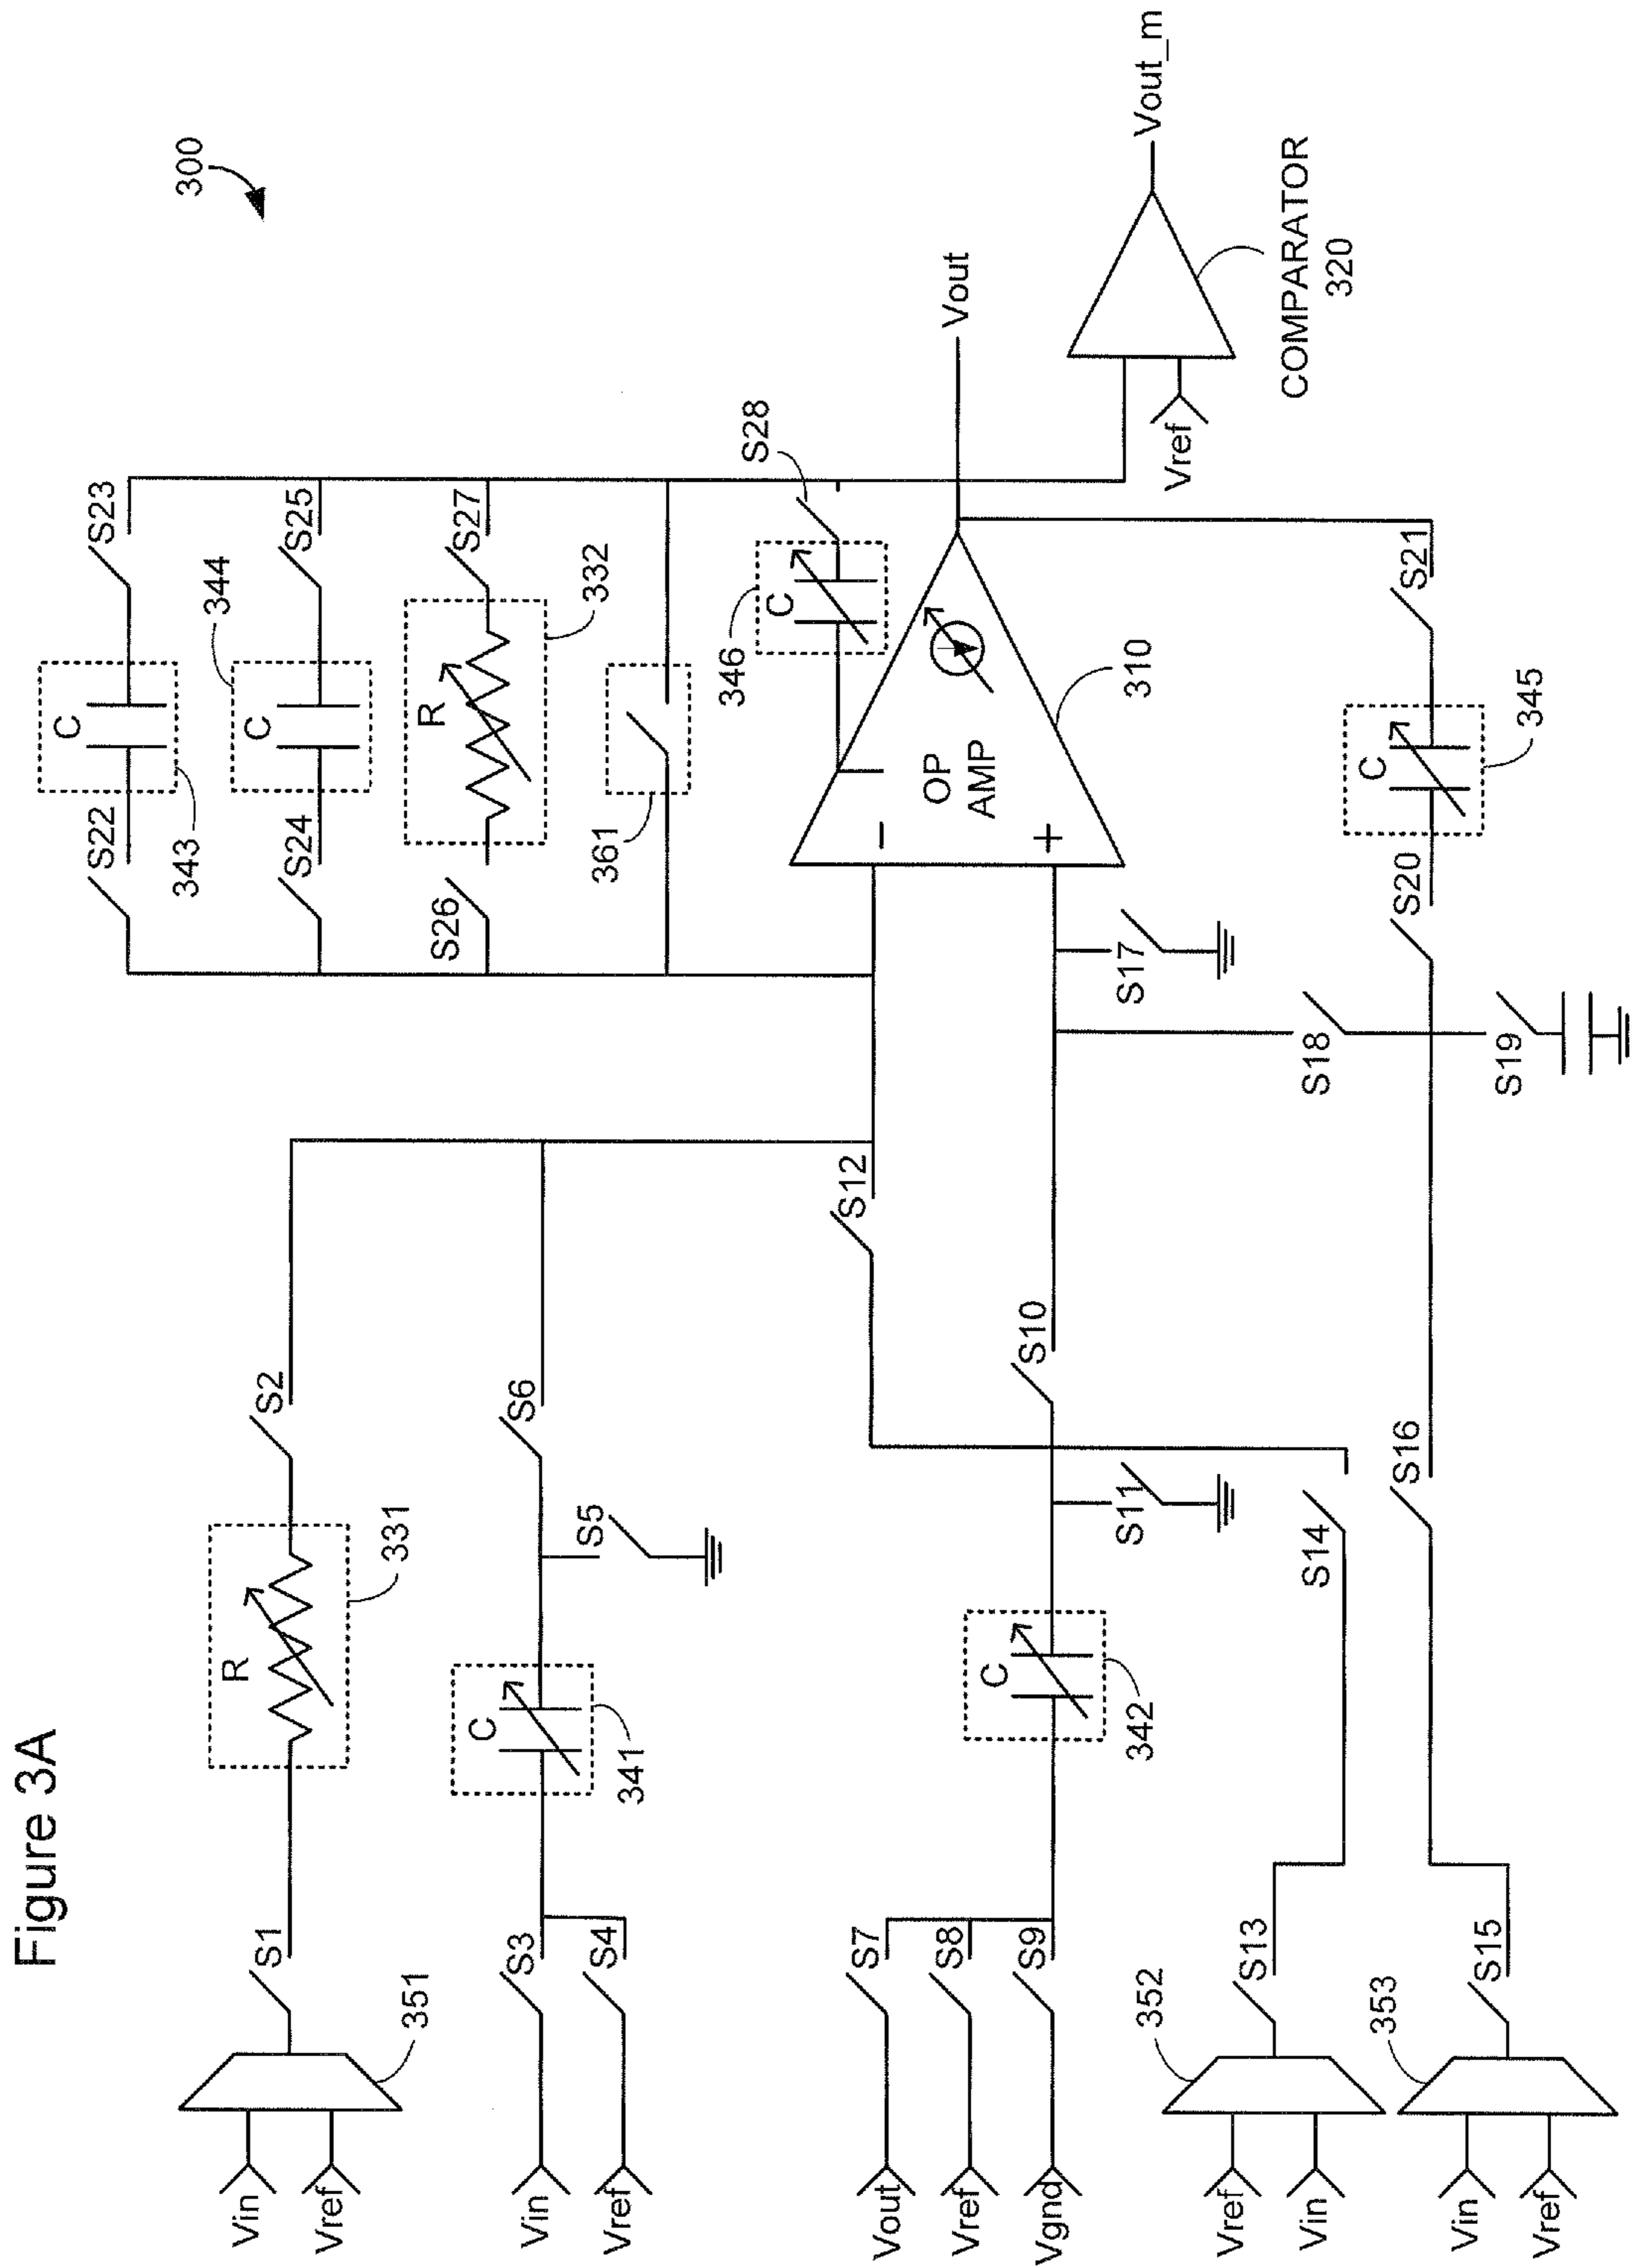 Figure 3A
300
Vin
Vref
351
S1
R
331
S2
Vin
Vref
S3
S4
C
341
S5
S6
Vout
Vref
Vgnd
S7
S8
S9
C
342
S11
S10
S12
Vref
Vin
352
S13
S14
Vin
Vref
353
S15
S16
S17
S18
S19
S20
C
345
S21
S22
C
343
S23
S24
C
344
S25
S26
R
332
S27
361
346
C
S28
−
+
OP
AMP
310
Vout
Vref
COMPARATOR
320
Vout_m